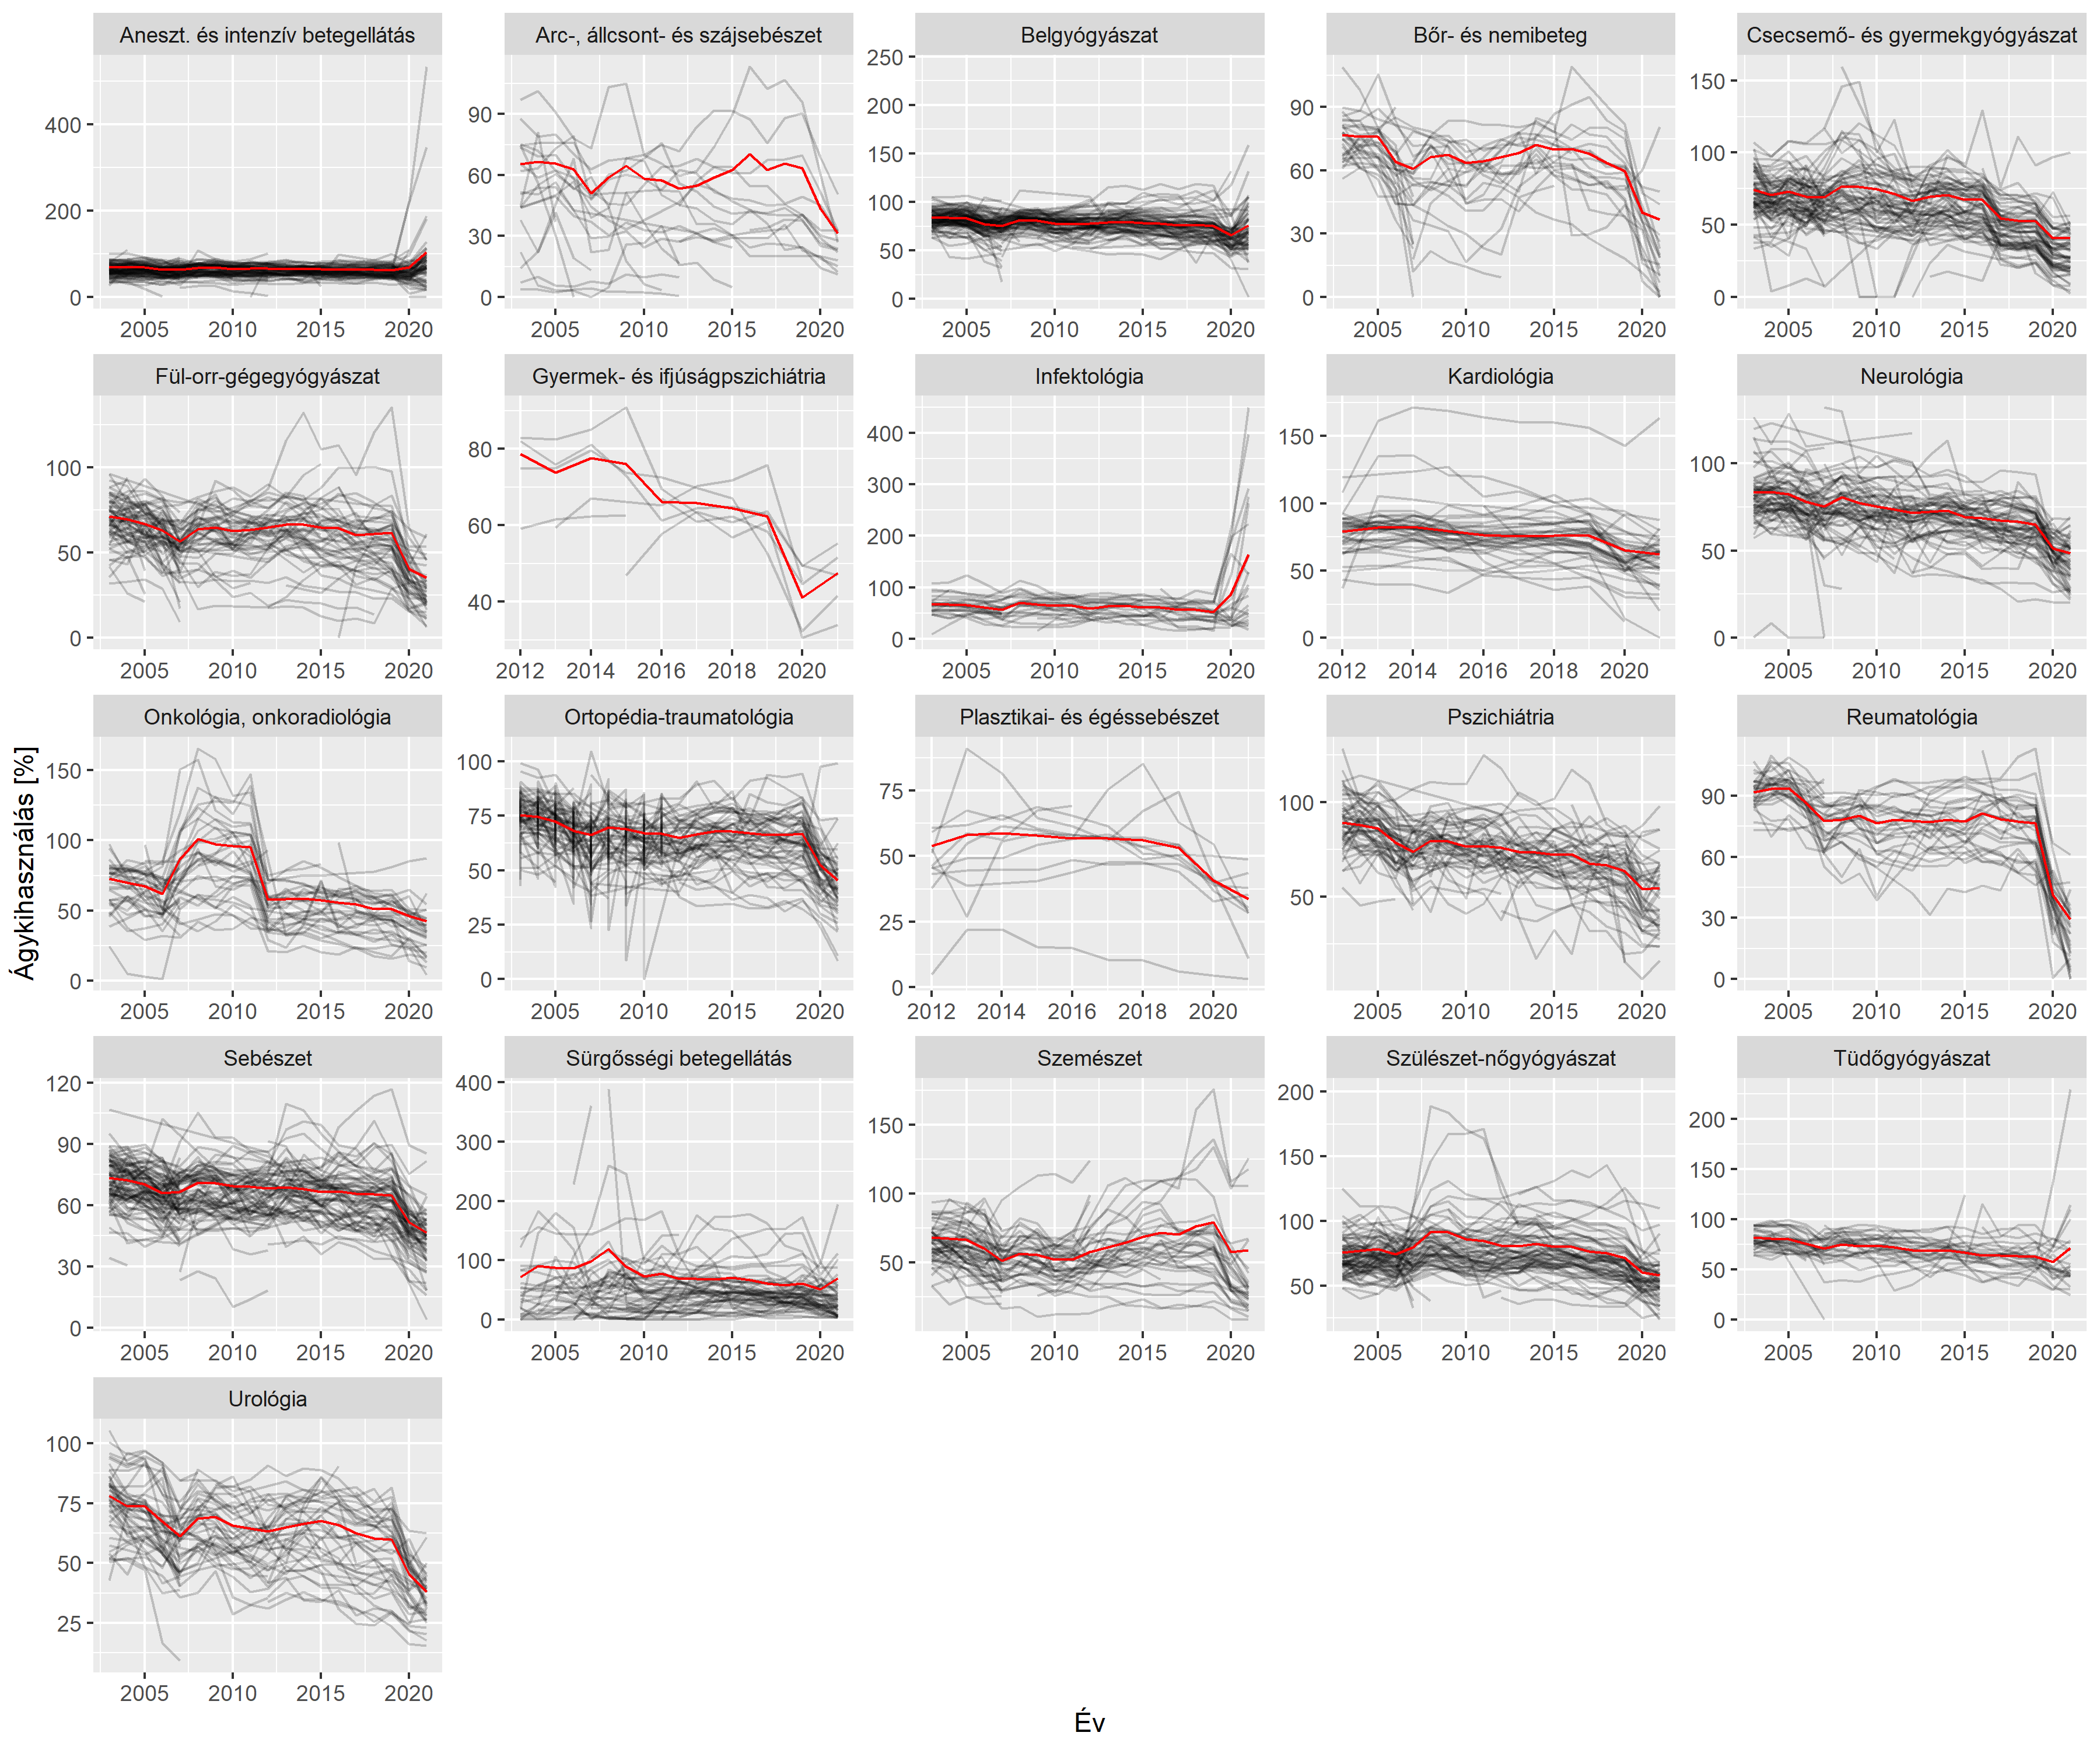 Aneszt. és intenzív betegellátás
Arc-, állcsont- és szájsebészet
Belgyógyászat
Bőr- és nemibeteg
Csecsemő- és gyermekgyógyászat
400
200
0
2005 2010 2015 2020
90
60
30
0
2005 2010 2015 2020
250
200
150
100
50
0
2005 2010 2015 2020
90
60
30
0
2005 2010 2015 2020
150
100
50
0
2005 2010 2015 2020
Fül-orr-gégegyógyászat
Gyermek- és ifjúságpszichiátria
Infektológia
Kardiológia
Neurológia
100
50
0
2005 2010 2015 2020
80
60
40
2012 2014 2016 2018 2020
400
300
200
100
0
2005 2010 2015 2020
150
100
50
0
2012 2014 2016 2018 2020
100
50
0
2005 2010 2015 2020
Onkológia, onkoradiológia
Ortopédia-traumatológia
Plasztikai- és égéssebészet
Pszichiátria
Reumatológia
150
100
50
0
2005 2010 2015 2020
100
75
50
25
0
2005 2010 2015 2020
75
50
25
0
2012 2014 2016 2018 2020
100
50
2005 2010 2015 2020
90
60
30
0
2005 2010 2015 2020
Sebészet
Sürgősségi betegellátás
Szemészet
Szülészet-nőgyógyászat
Tüdőgyógyászat
120
90
60
30
0
2005 2010 2015 2020
400
300
200
100
0
2005 2010 2015 2020
150
100
50
2005 2010 2015 2020
200
150
100
50
2005 2010 2015 2020
200
150
100
50
0
2005 2010 2015 2020
Urológia
100
75
50
25
2005 2010 2015 2020
Ágykihasználás [%]
Év